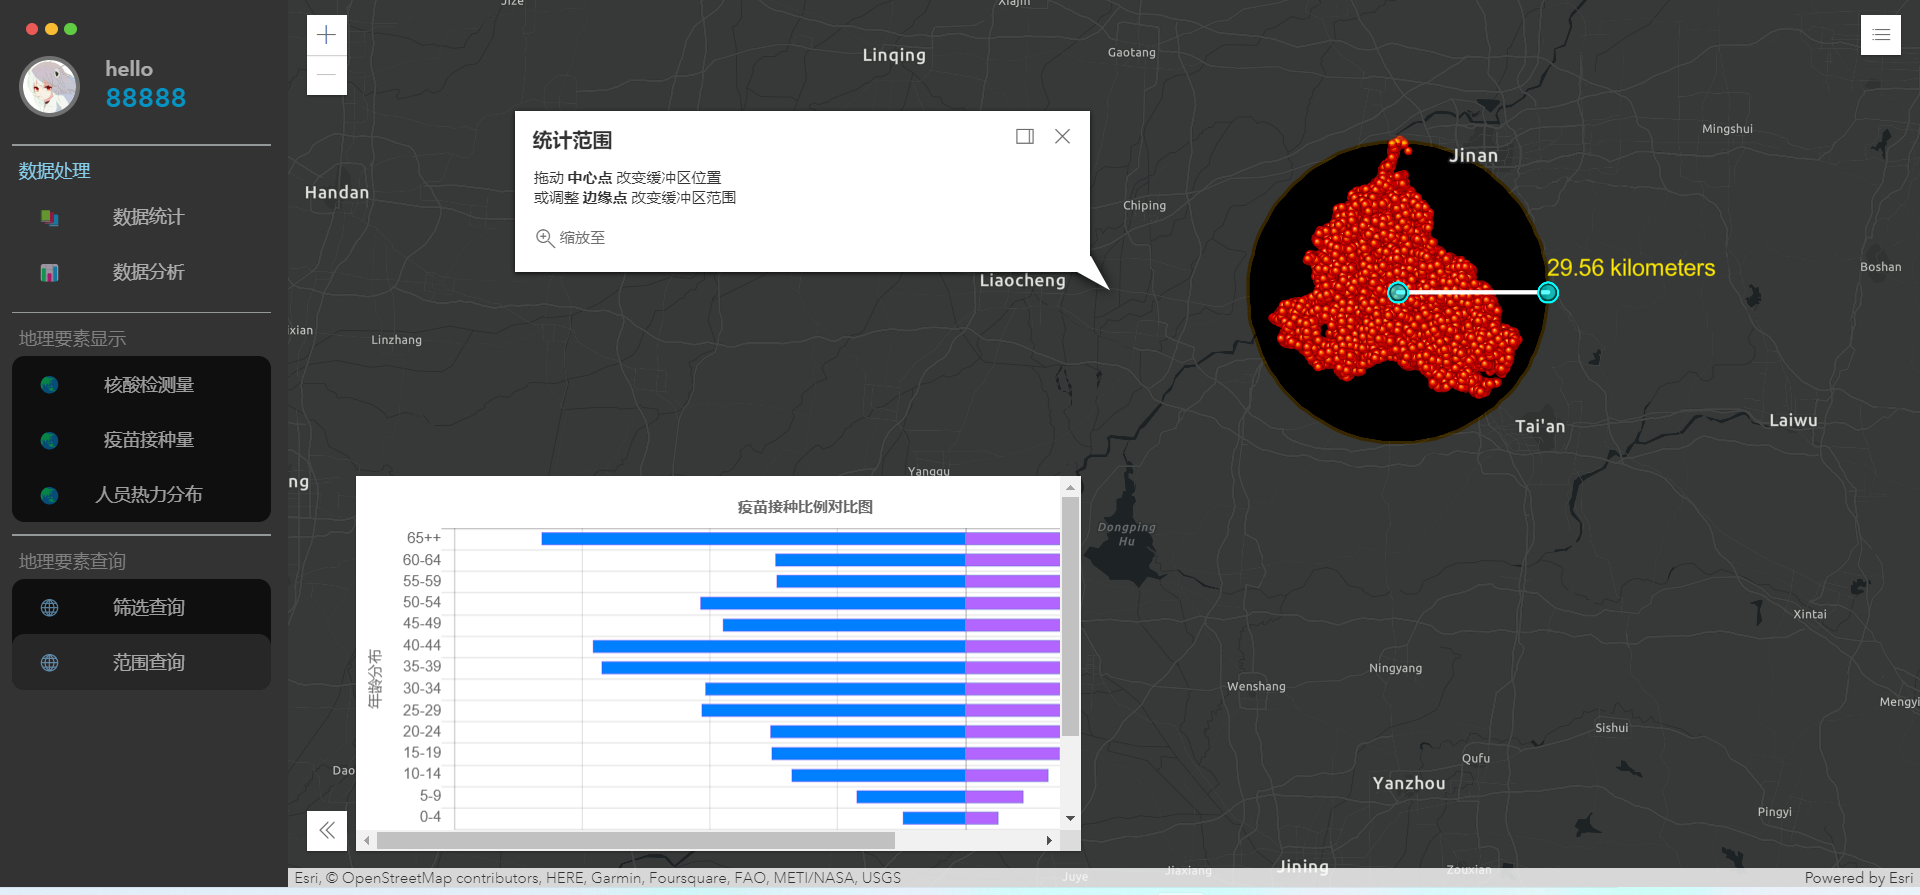 hello
88888
数据处理
数据统计
数据分析
地理要素显示
核酸检测量
疫苗接种量
人员热力分布
地理要素查询
筛选查询
范围查询
Jize
Xiajin
Linqing
Gaotang
Mingshui
Jinan
Handan
Chiping
Boshan
统计范围
拖动 中心点 改变缓冲区位置
或调整 边缘点 改变缓冲区范围
缩放至
29.56 kilometers
Liaocheng
ixian
Linzhang
Tai'an
Laiwu
Yanggu
ng
Dongping
Hu
疫苗接种比例对比图
年龄分布
65++
60-64
55-59
50-54
45-49
40-44
35-39
30-34
25-29
20-24
15-19
10-14
5-9
0-4
Xintai
Ningyang
Wenshang
Mengyi
Sishui
Dao
Qufu
Yanzhou
Pingyi
Jining
Jiaxiang
Zouxian
Juye
Esri, © OpenStreetMap contributors, HERE, Garmin, Foursquare, FAO, METI/NASA, USGS
Powered by Esri